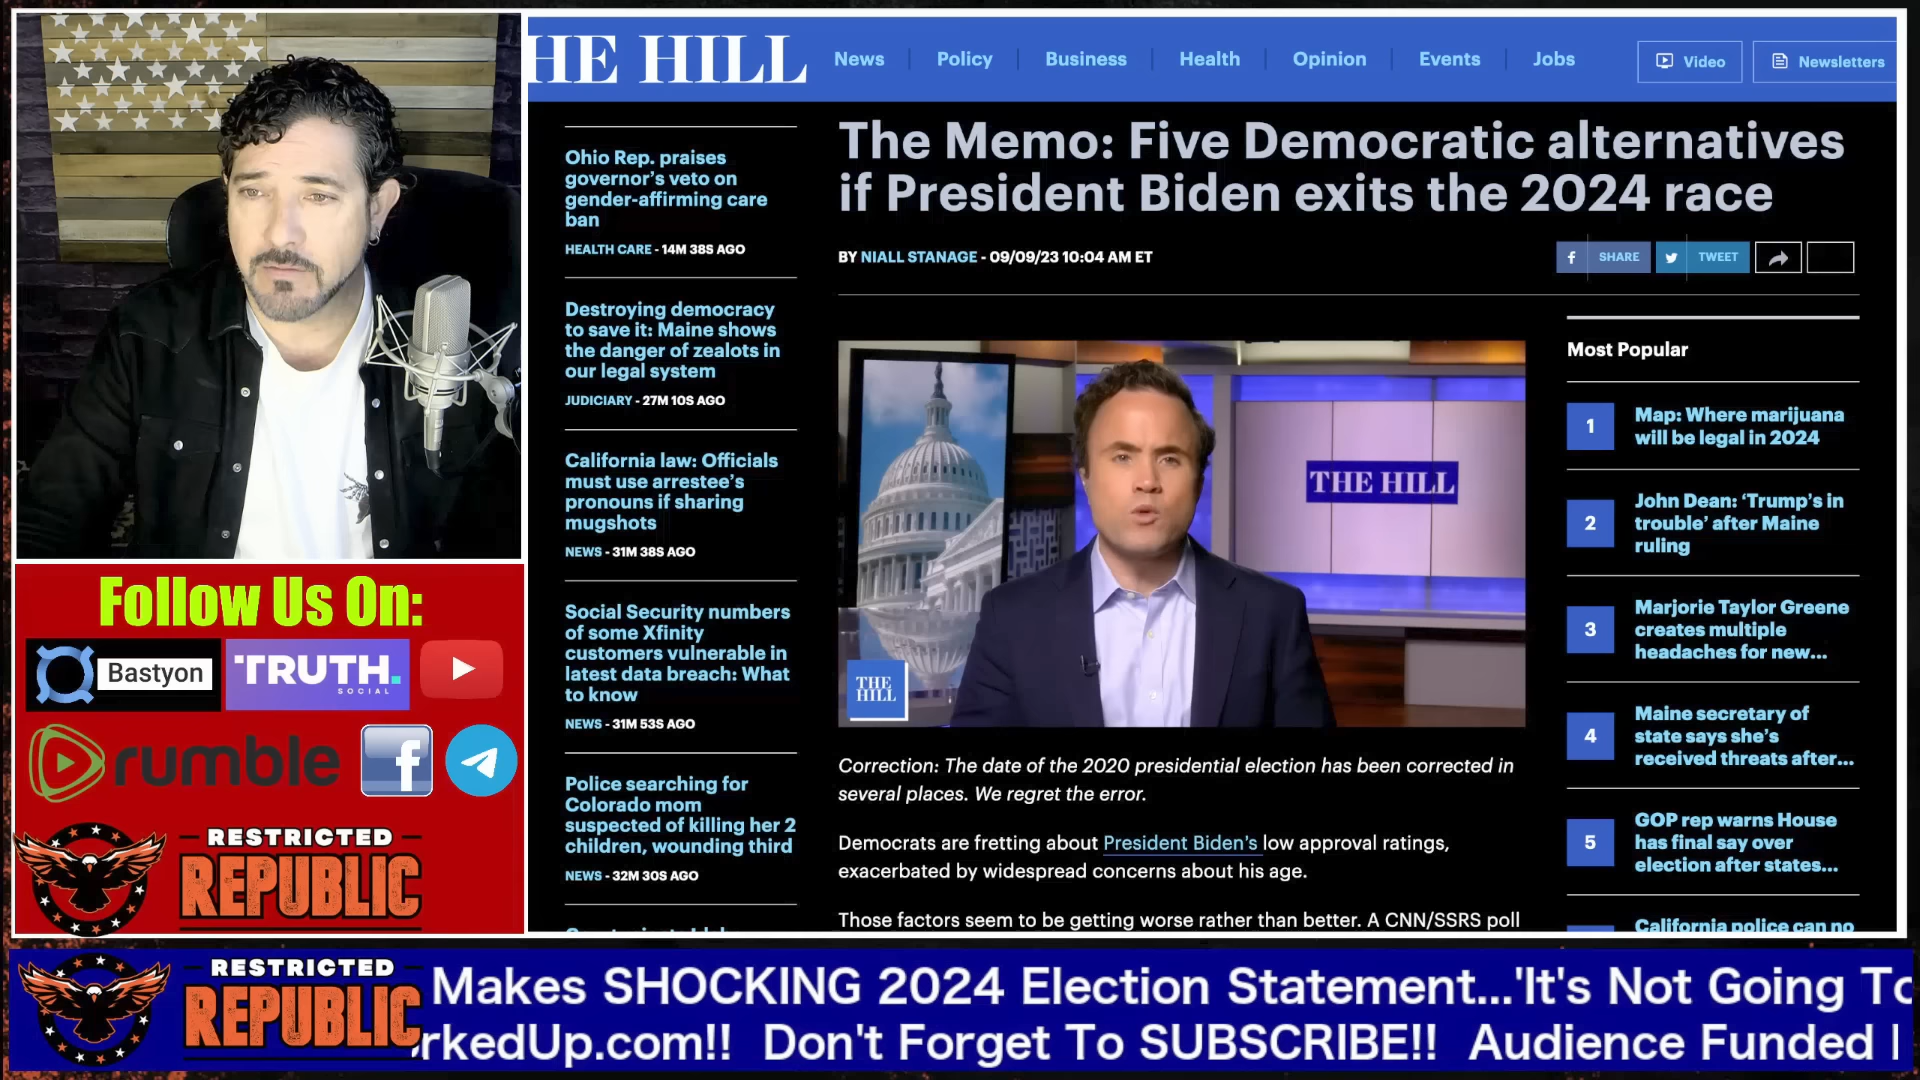 THE HILL
News
Policy
Business
Health
Opinion
Events
Jobs
Video
Newsletters
Ohio Rep. praises
governor's veto on
gender-affirming care
ban
HEALTH CARE - 14M 38S AGO
Destroying democracy
to save it: Maine shows
the danger of zealots in
our legal system
JUDICIARY - 27M 10S AGO
California law: Officials
must use arrestee's
pronouns if sharing
mugshots
NEWS - 31M 38S AGO
Social Security numbers
of some Xfinity
customers vulnerable in
latest data breach: What
to know
NEWS - 31M 53S AGO
Police searching for
Colorado mom
suspected of killing her 2
children, wounding third
NEWS - 32M 30S AGO
The Memo: Five Democratic alternatives
if President Biden exits the 2024 race
BY NIALL STANAGE - 09/09/23 10:04 AM ET
SHARE
TWEET
THE HILL
THE
HILL
Correction: The date of the 2020 presidential election has been corrected in
several places. We regret the error.
Democrats are fretting about President Biden's low approval ratings,
exacerbated by widespread concerns about his age.
Those factors seem to be getting worse rather than better. A CNN/SSRS poll
Most Popular
1
Map: Where marijuana
will be legal in 2024
2
John Dean: 'Trump's in
trouble' after Maine
ruling
3
Marjorie Taylor Greene
creates multiple
headaches for new...
4
Maine secretary of
state says she's
received threats after...
5
GOP rep warns House
has final say over
election after states...
California police can no
Follow Us On:
Bastyon
TRUTH.
SOCIAL
rumble
RESTRICTED
REPUBLIC
RESTRICTED
REPUBLIC
Makes SHOCKING 2024 Election Statement...'It's Not Going To
rkedUp.com!! Don't Forget To SUBSCRIBE!! Audience Funded